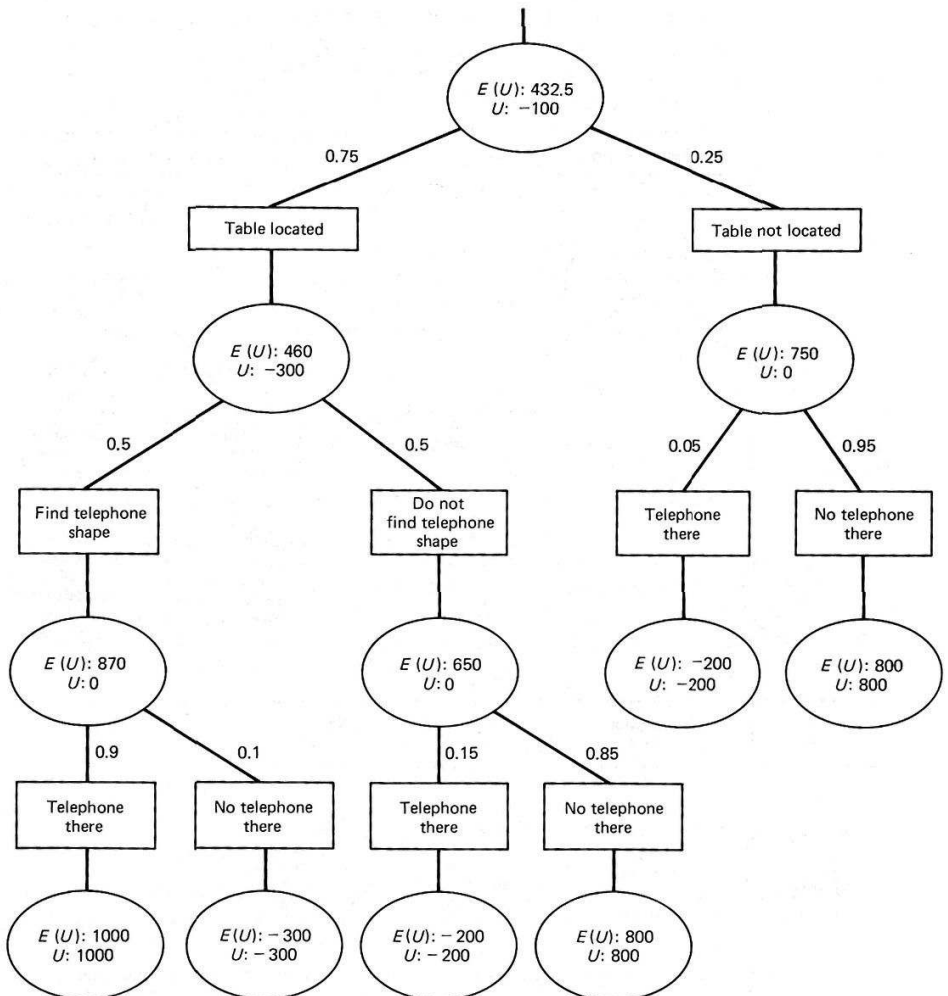 E (U): 432.5
U: −100
0.75
0.25
Table located
Table not located
E (U): 460
U: −300
E (U): 750
U: 0
0.5
0.5
0.05
0.95
Find telephone
shape
Do not
find telephone
shape
Telephone
there
No telephone
there
E (U): 870
U: 0
E (U): 650
U: 0
E (U): −200
U: −200
E (U): 800
U: 800
0.9
0.1
0.15
0.85
Telephone
there
No telephone
there
Telephone
there
No telephone
there
E (U): 1000
U: 1000
E(U): −300
U: −300
E(U): −200
U: −200
E(U): 800
U: 800